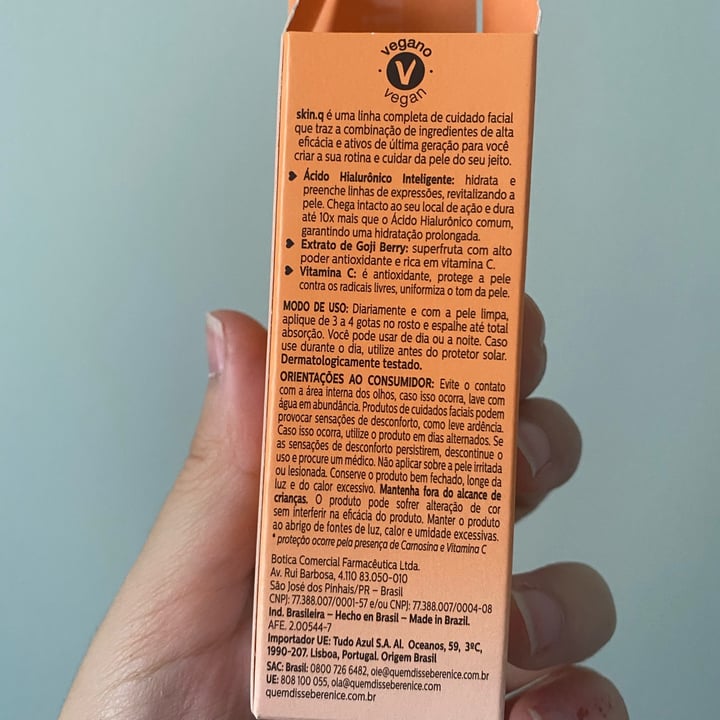 vegano
V
vegan
skin.q é uma linha completa de cuidado facial
que traz a combinação de ingredientes de alta
eficácia e ativos de última geração para você
criar a sua rotina e cuidar da pele do seu jeito.
Ácido Hialurônico Inteligente: hidrata e
preenche linhas de expressões, revitalizando a
pele. Chega intacto ao seu local de ação e dura
até 10x mais que o Ácido Hialurônico comum,
garantindo uma hidratação prolongada.
Extrato de Goji Berry: superfruta com alto
poder antioxidante e rica em vitamina C.
Vitamina C: é antioxidante, protege a pele
contra os radicais livres, uniformiza o tom da pele.
MODO DE USO: Diariamente e com a pele limpa,
aplique de 3 a 4 gotas no rosto e espalhe até total
absorção. Você pode usar de dia ou a noite. Caso
use durante o dia, utilize antes do protetor solar.
Dermatologicamente testado.
ORIENTAÇÕES AO CONSUMIDOR: Evite o contato
com a área interna dos olhos, caso isso ocorra, lave com
água em abundância. Produtos de cuidados faciais podem
provocar sensações de desconforto, como leve ardência.
Caso isso ocorra, utilize o produto em dias alternados. Se
as sensações de desconforto persistirem, descontinue o
uso e procure um médico. Não aplicar sobre a pele irritada
ou lesionada. Conserve o produto bem fechado, longe da
luz e do calor excessivo. Mantenha fora do alcance de
crianças. O produto pode sofrer alteração de cor
sem interferir na eficácia do produto. Manter o produto
ao abrigo de fontes de luz, calor e umidade excessivas.
*proteção ocorre pela presença de Carnosina e Vitamina C
Botica Comercial Farmacêutica Ltda.
Av. Rui Barbosa, 4.110 83.050-010
São José dos Pinhais/PR – Brasil
CNPJ: 77.388.007/0001-57 e/ou CNPJ: 77.388.007/0004-08
Ind. Brasileira – Hecho en Brasil – Made in Brazil.
AFE. 2.00544-7
Importador UE: Tudo Azul S.A. Al. Oceanos, 59, 3ºC,
1990-207. Lisboa, Portugal. Origem Brasil
SAC: Brasil: 0800 726 6482, oie@quemdisseberenice.com.br
UE: 808 100 055, ola@quemdisseberenice.com
quemdisseberenice.com.br